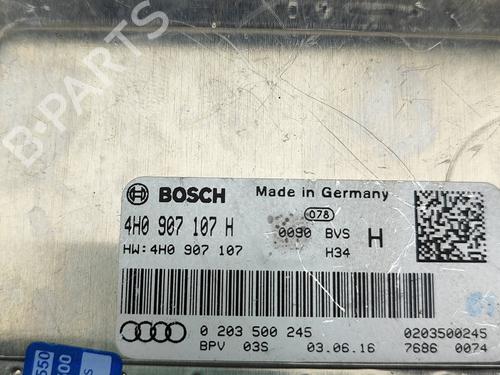 B-PARTS
BOSCH
Made in Germany
078
4H0 907 107 H
0090 BVS
H
HW:4H0 907 107
H34
0 203 500 245
0203500245
BPV 03S 03.06.16 7686 0074